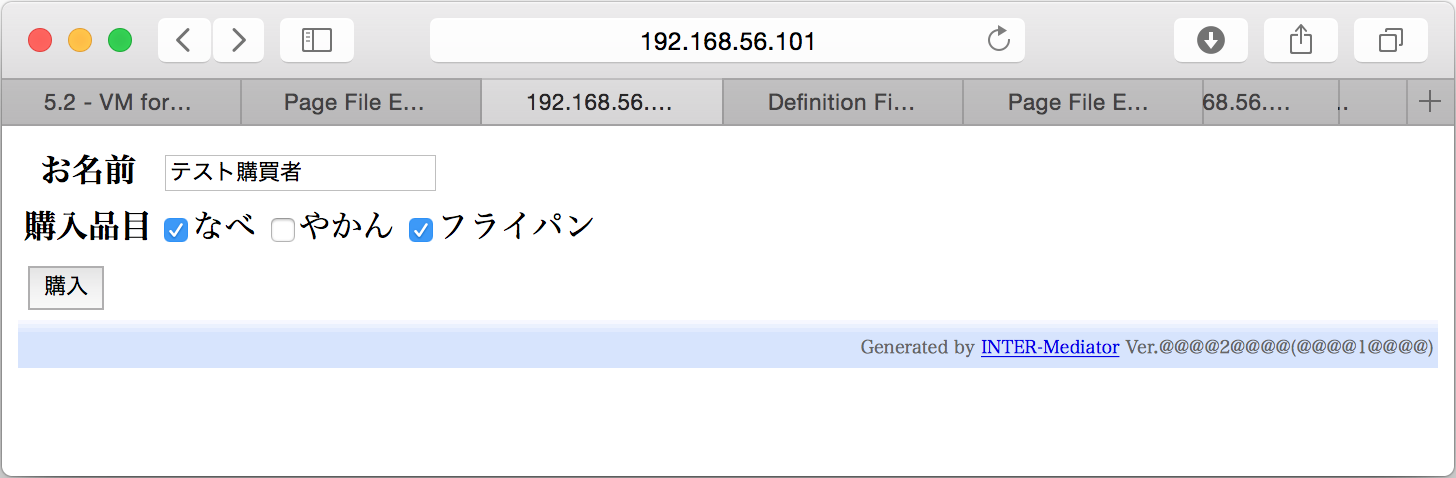 192.168.56.101
5.2 - VM for... Page File E... 192.168.56.... Definition Fi... Page File E... 68.56.... ..
お名前 テスト購買者
購入品目 なべ やかん フライパン
購入
Generated by INTER-Mediator Ver.@@@@2@@@@(@@@@1@@@@)